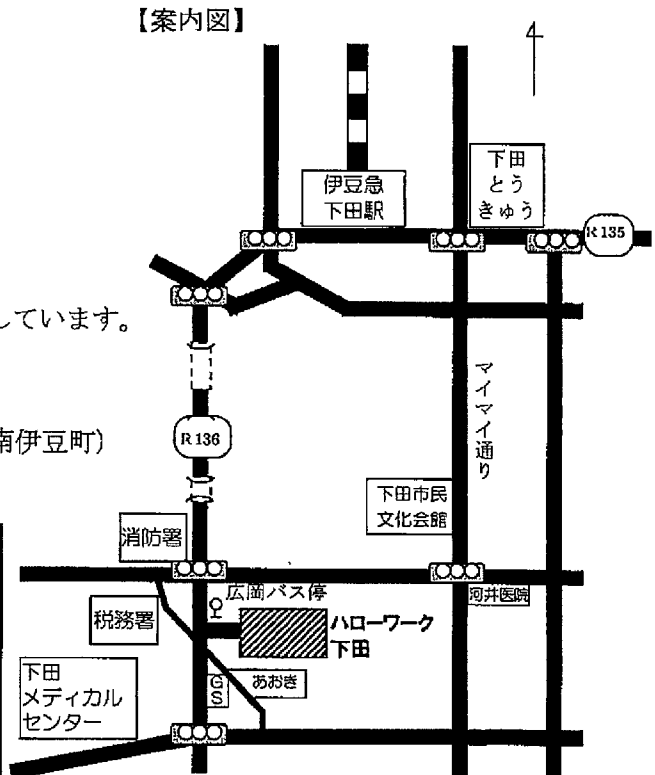 【案内図】
伊豆急
下田駅
下田
とう
きゅう
R 135
しています。
マイマイ通り
南伊豆町)
R 136
下田市民
文化会館
消防署
広岡バス停
河井医院
税務署
ハローワーク
下田
下田
メディカル
センター
GS
あおき